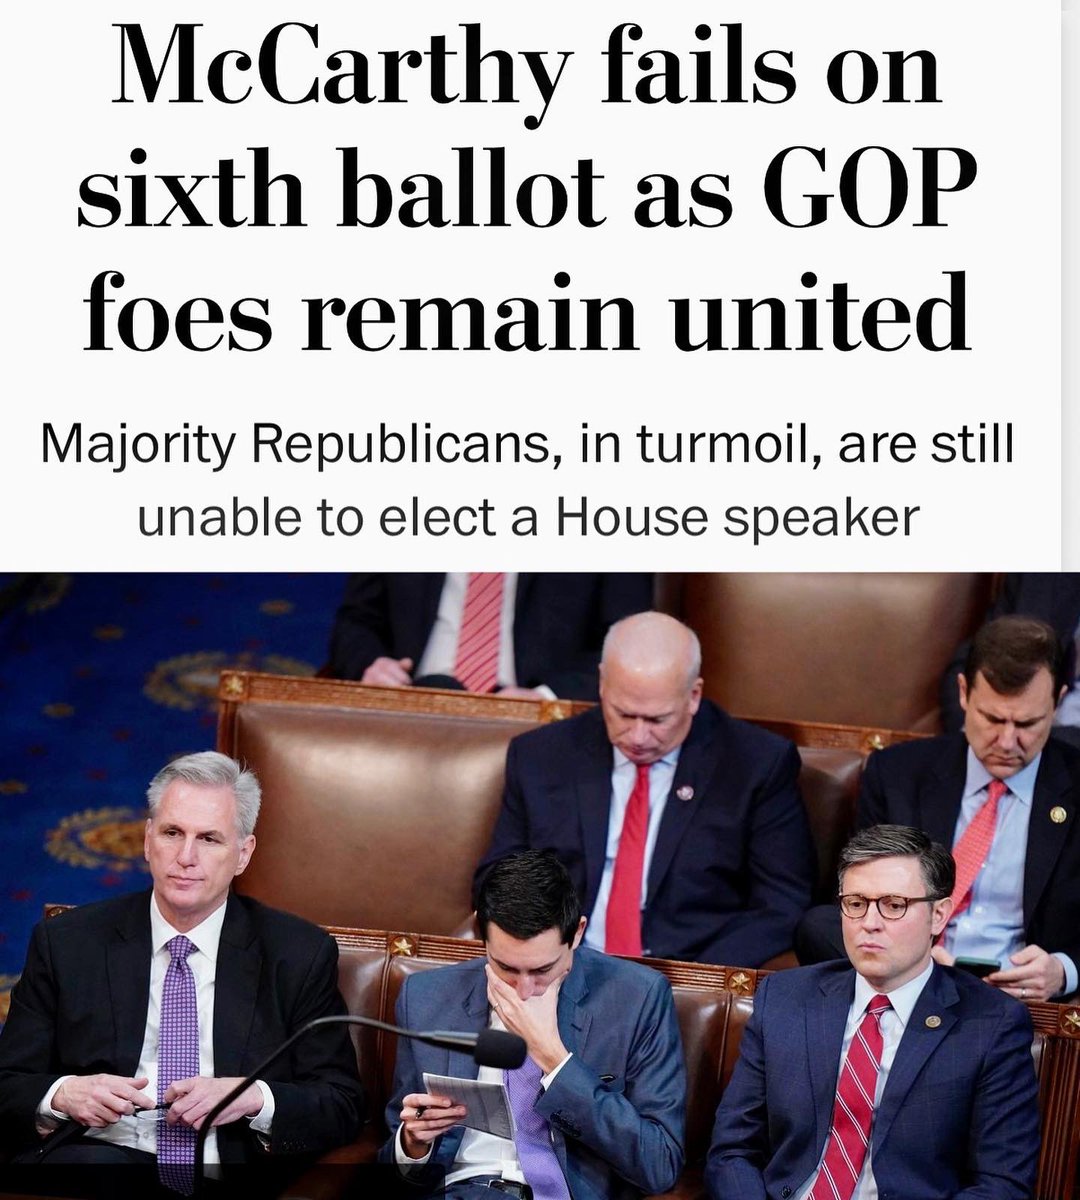 McCarthy fails on
sixth ballot as GOP
foes remain united
Majority Republicans, in turmoil, are still
unable to elect a House speaker